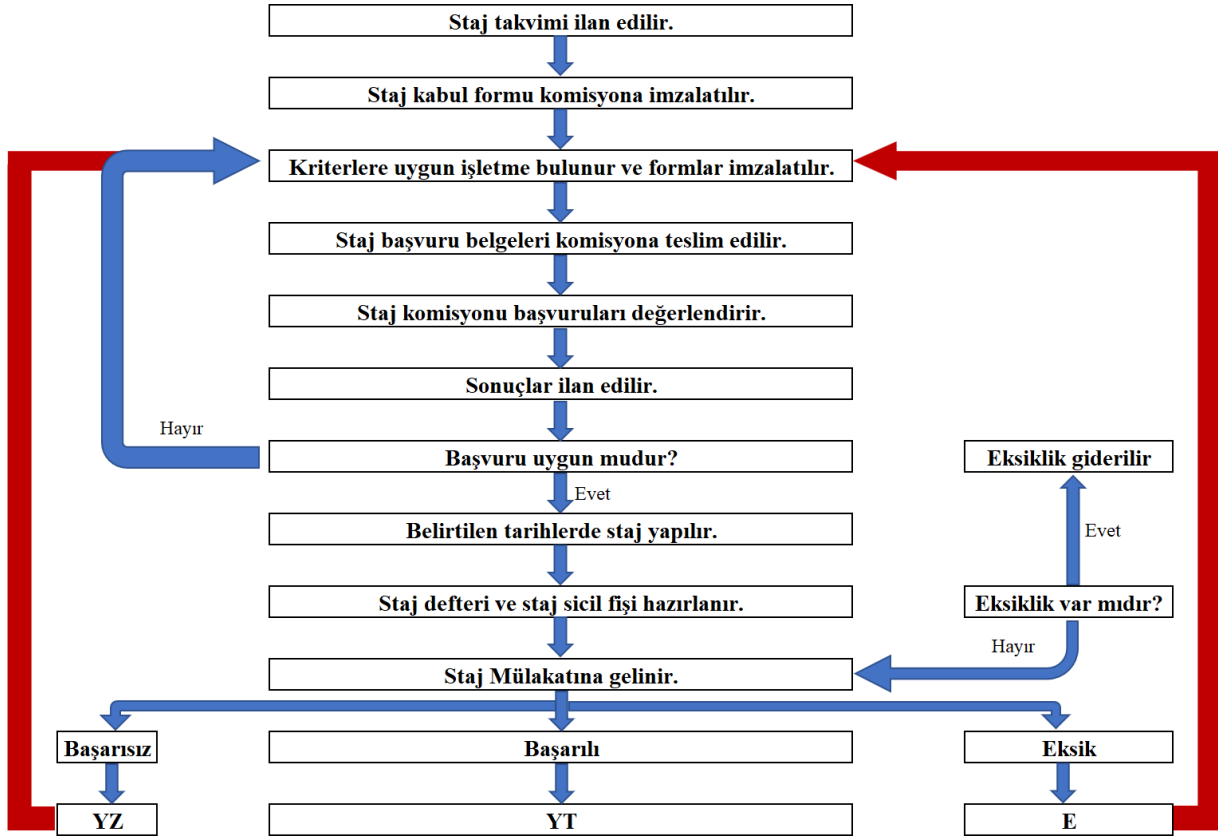 Staj takvimi ilan edilir.
Staj kabul formu komisyona imzalatılır.
Kriterlere uygun işletme bulunur ve formlar imzalatılır.
Staj başvuru belgeleri komisyona teslim edilir.
Staj komisyonu başvuruları değerlendirir.
Sonuçlar ilan edilir.
Hayır
Başvuru uygun mudur?
Eksiklik giderilir
Evet
Belirtilen tarihlerde staj yapılır.
Evet
Staj defteri ve staj sicil fişi hazırlanır.
Eksiklik var mıdır?
Hayır
Staj Mülakatına gelinir.
Başarısız
Başarılı
Eksik
YZ
YT
E